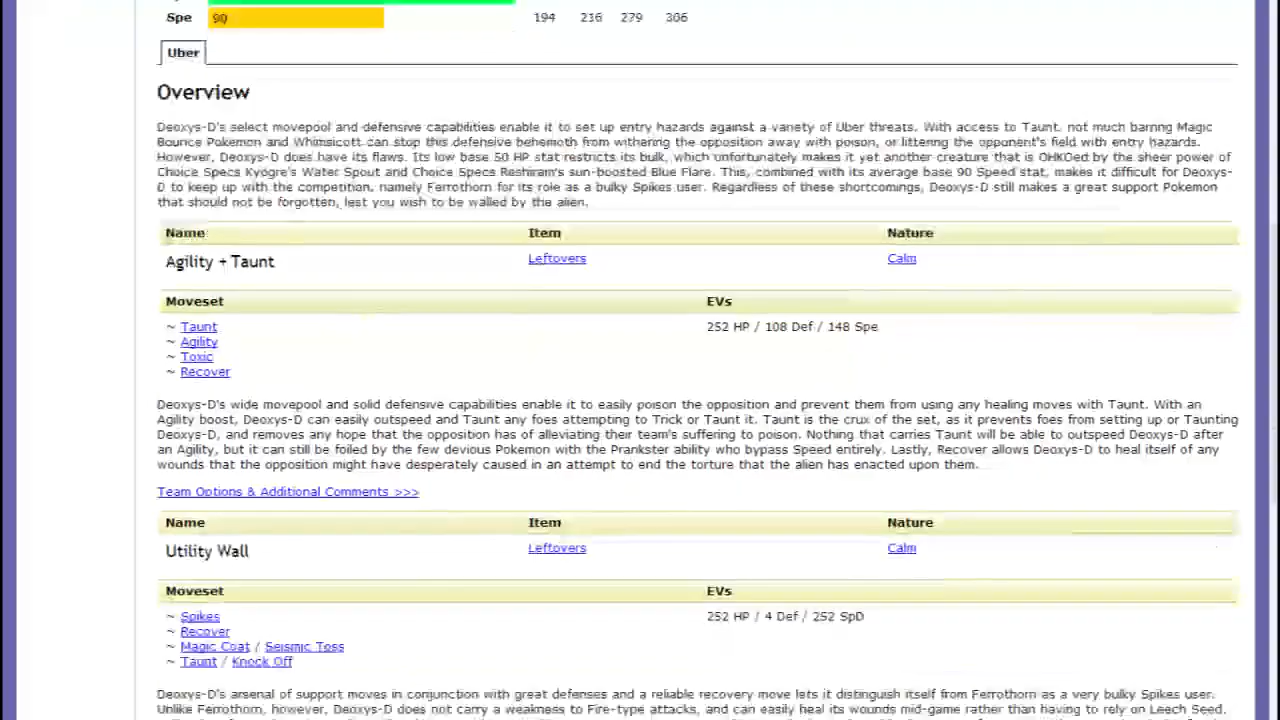 Spe 90 194 216 279 306
Uber
Overview
Deoxys-D's select movepool and defensive capabilities enable it to set up entry hazards against a variety of Uber threats. With access to Taunt, not much barring Magic
Bounce Pokemon and Whimsicott can stop this defensive behemoth from withering the opposition away with poison, or littering the opponent's field with entry hazards.
However, Deoxys-D does have its flaws. Its low base 50 HP stat restricts its bulk, which unfortunately makes it yet another creature that is OHKOed by the sheer power of
Choice Specs Kyogre's Water Spout and Choice Specs Reshiram's sun-boosted Blue Flare. This, combined with its average base 90 Speed stat, makes it difficult for Deoxys-
D to keep up with the competition, namely Ferrothorn for its role as a bulky Spikes user. Regardless of these shortcomings, Deoxys-D still makes a great support Pokemon
that should not be forgotten, lest you wish to be walled by the alien.
Name Item Nature
Agility + Taunt Leftovers Calm
Moveset EVs
~ Taunt 252 HP / 108 Def / 148 Spe
~ Agility
~ Toxic
~ Recover
Deoxys-D's wide movepool and solid defensive capabilities enable it to easily poison the opposition and prevent them from using any healing moves with Taunt. With an
Agility boost, Deoxys-D can easily outspeed and Taunt any foes attempting to Trick or Taunt it. Taunt is the crux of the set, as it prevents foes from setting up or Taunting
Deoxys-D, and removes any hope that the opposition has of alleviating their team's suffering to poison. Nothing that carries Taunt will be able to outspeed Deoxys-D after
an Agility, but it can still be foiled by the few devious Pokemon with the Prankster ability who bypass Speed entirely. Lastly, Recover allows Deoxys-D to heal itself of any
wounds that the opposition might have desperately caused in an attempt to end the torture that the alien has enacted upon them.
Team Options & Additional Comments >>>
Name Item Nature
Utility Wall Leftovers Calm
Moveset EVs
~ Spikes 252 HP / 4 Def / 252 SpD
~ Recover
~ Magic Coat / Seismic Toss
~ Taunt / Knock Off
Deoxys-D's arsenal of support moves in conjunction with great defenses and a reliable recovery move lets it distinguish itself from Ferrothorn as a very bulky Spikes user.
Unlike Ferrothorn, however, Deoxys-D does not carry a weakness to Fire-type attacks, and can easily heal its wounds mid-game rather than having to rely on Leech Seed.